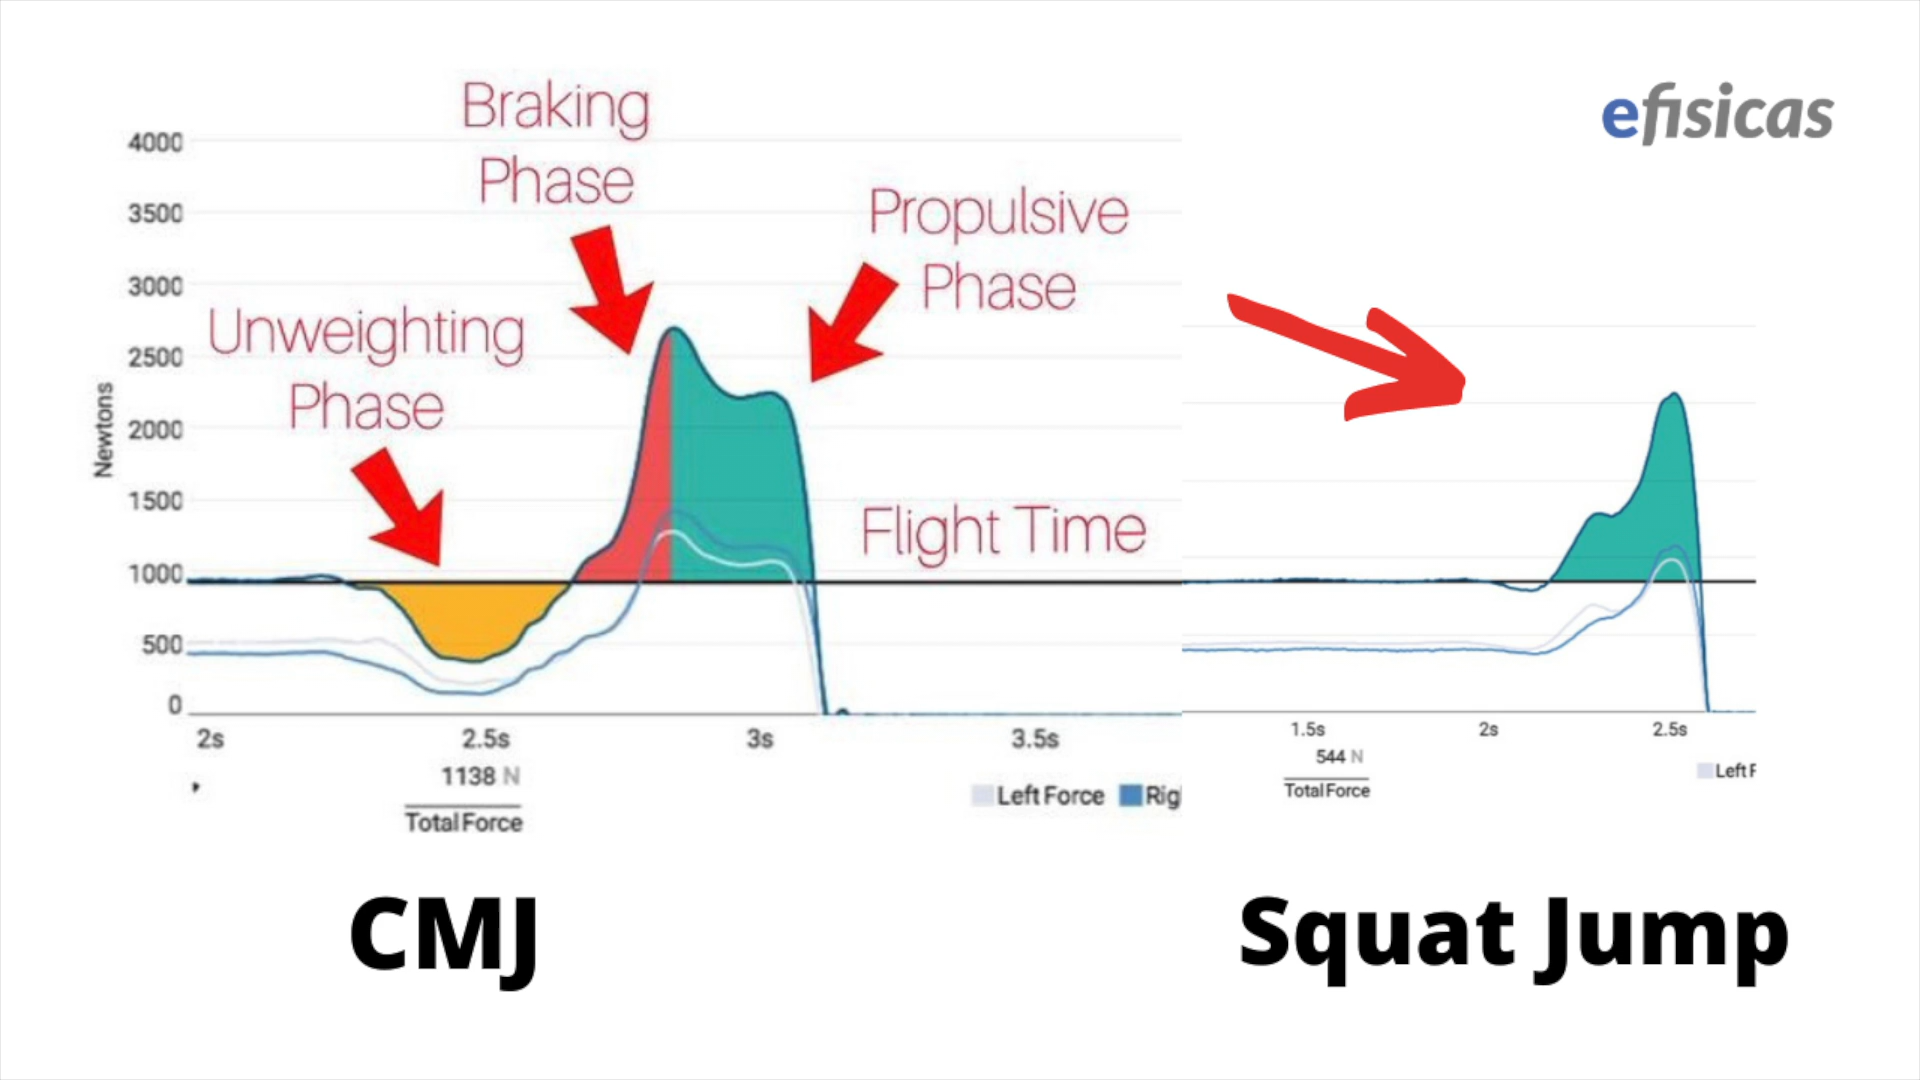 efisicas
Braking
Phase
Propulsive
Phase
Unweighting
Phase
Flight Time
Newtons
4000
3500
3000
2500
2000
1500
1000
500
0
2s 2.5s 3s 3.5s
1138 N
Total Force
Left Force Rig
1.5s 2s 2.5s
544 N
Total Force
Left F
CMJ
Squat Jump